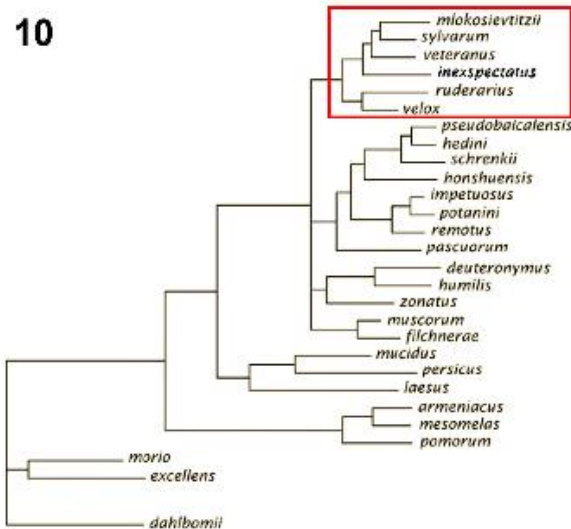 10
mlokosievtitzii
sylvarum
veteranus
inexspectatus
ruderarius
velox
pseudobaicalensis
hedini
schrenkii
honshuensis
impetuosus
potanini
remotus
pascuorum
deuteronymus
humilis
zonatus
muscorum
filchnerae
mucidus
persicus
laesus
armeniacus
mesomelas
pomorum
morio
excellens
dahlbomii